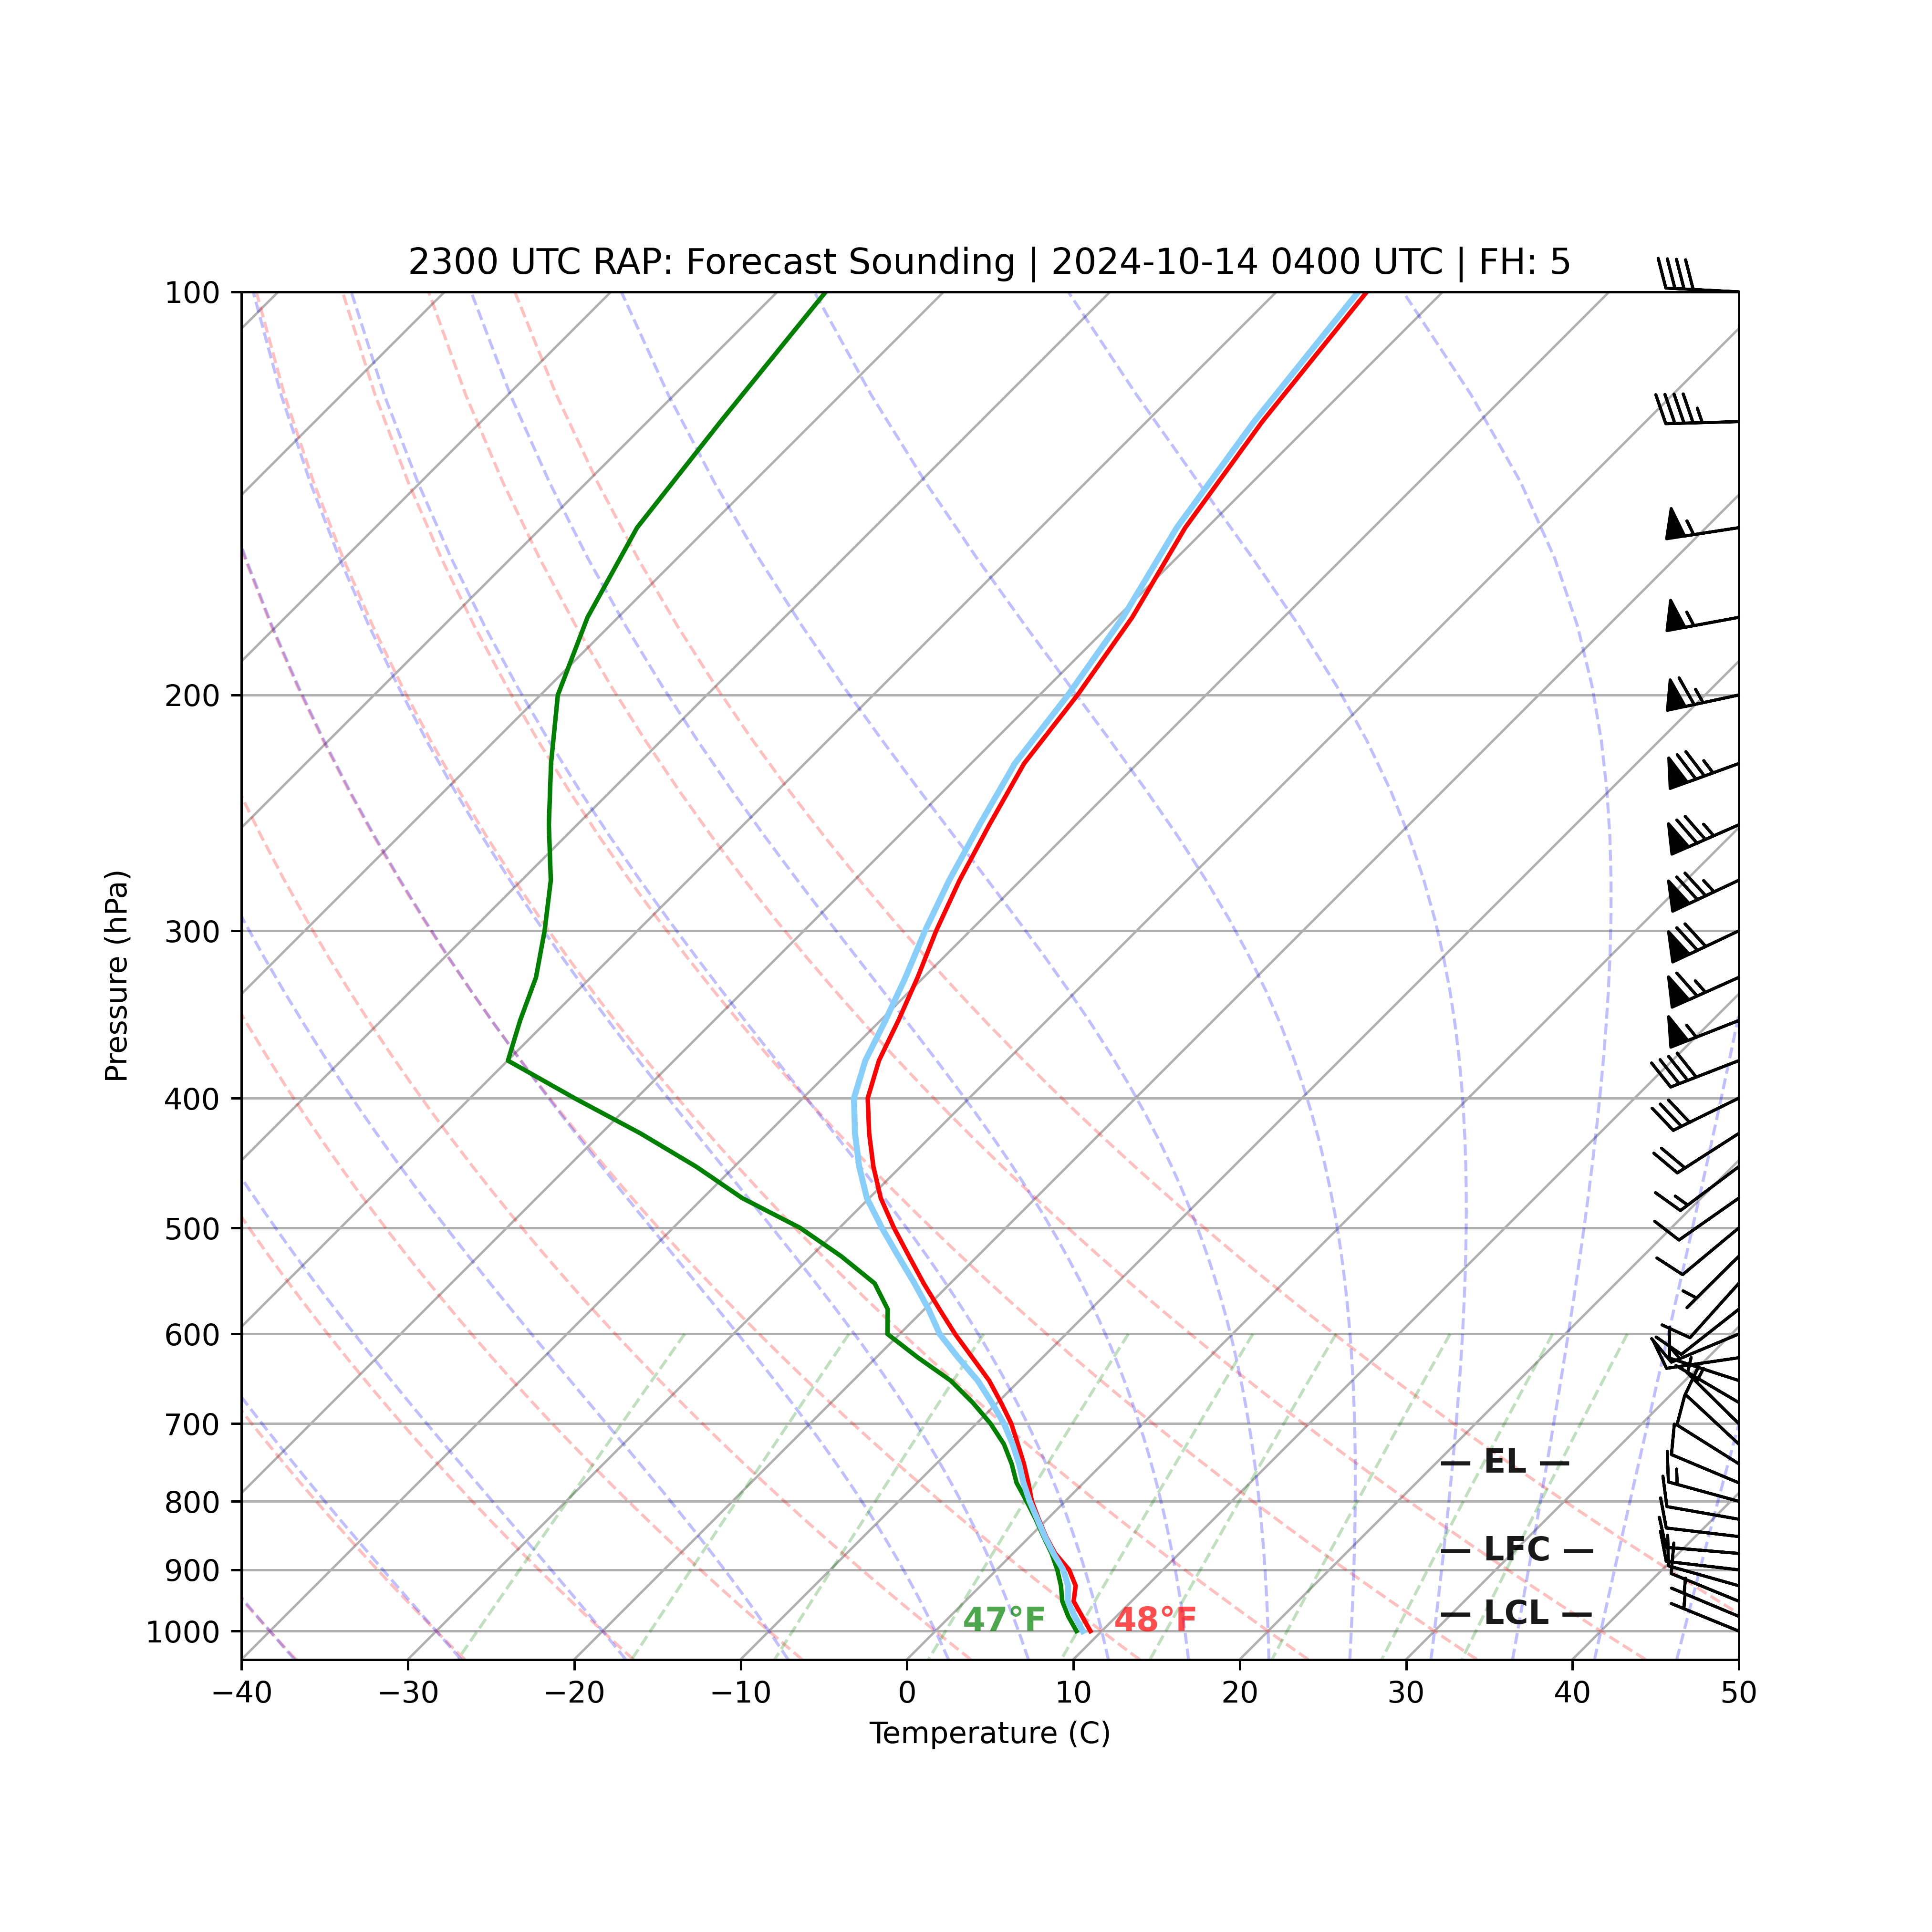 2300 UTC RAP: Forecast Sounding | 2024-10-14 0400 UTC | FH: 5
100
200
300
400
500
600
700
800
900
1000
Pressure (hPa)
— EL —
— LFC —
— LCL —
47°F 48°F
−40 −30 −20 −10 0 10 20 30 40 50
Temperature (C)